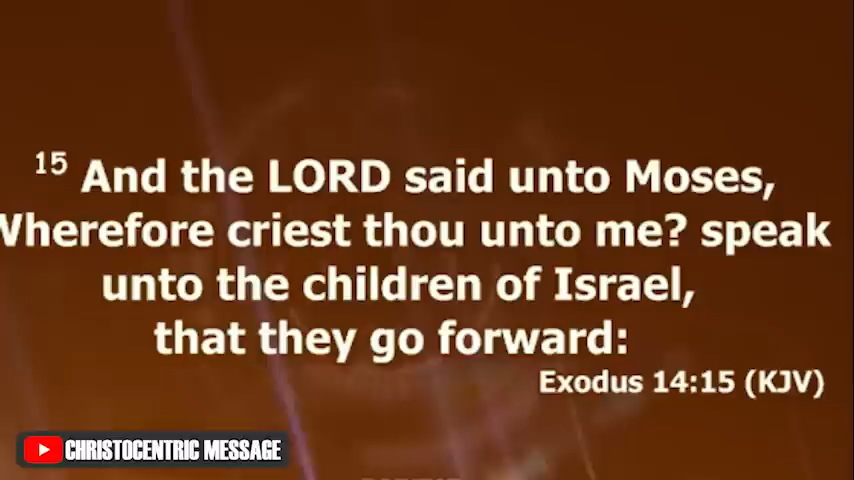 15 And the LORD said unto Moses,
Wherefore criest thou unto me? speak
unto the children of Israel,
that they go forward:
Exodus 14:15 (KJV)
CHRISTOCENTRIC MESSAGE